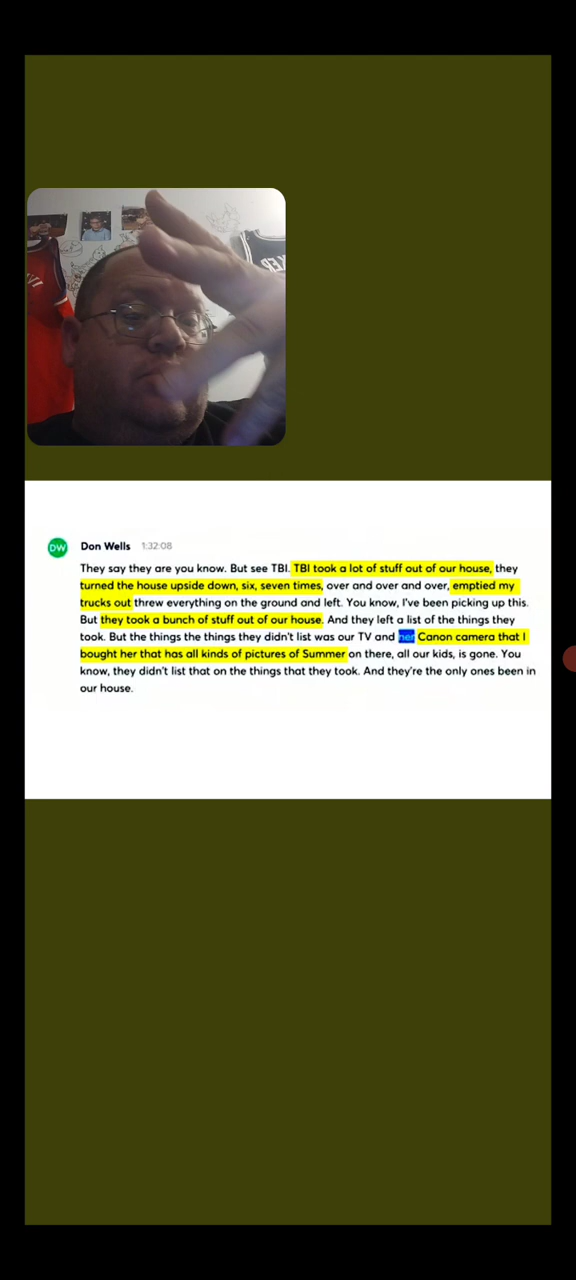 DW Don Wells 1:32:08
They say they are you know. But see TBI. TBI took a lot of stuff out of our house, they
turned the house upside down, six, seven times, over and over and over, emptied my
trucks out threw everything on the ground and left. You know, I've been picking up this.
But they took a bunch of stuff out of our house. And they left a list of the things they
took. But the things the things they didn't list was our TV and her Canon camera that I
bought her that has all kinds of pictures of Summer on there, all our kids, is gone. You
know, they didn't list that on the things that they took. And they're the only ones been in
our house.